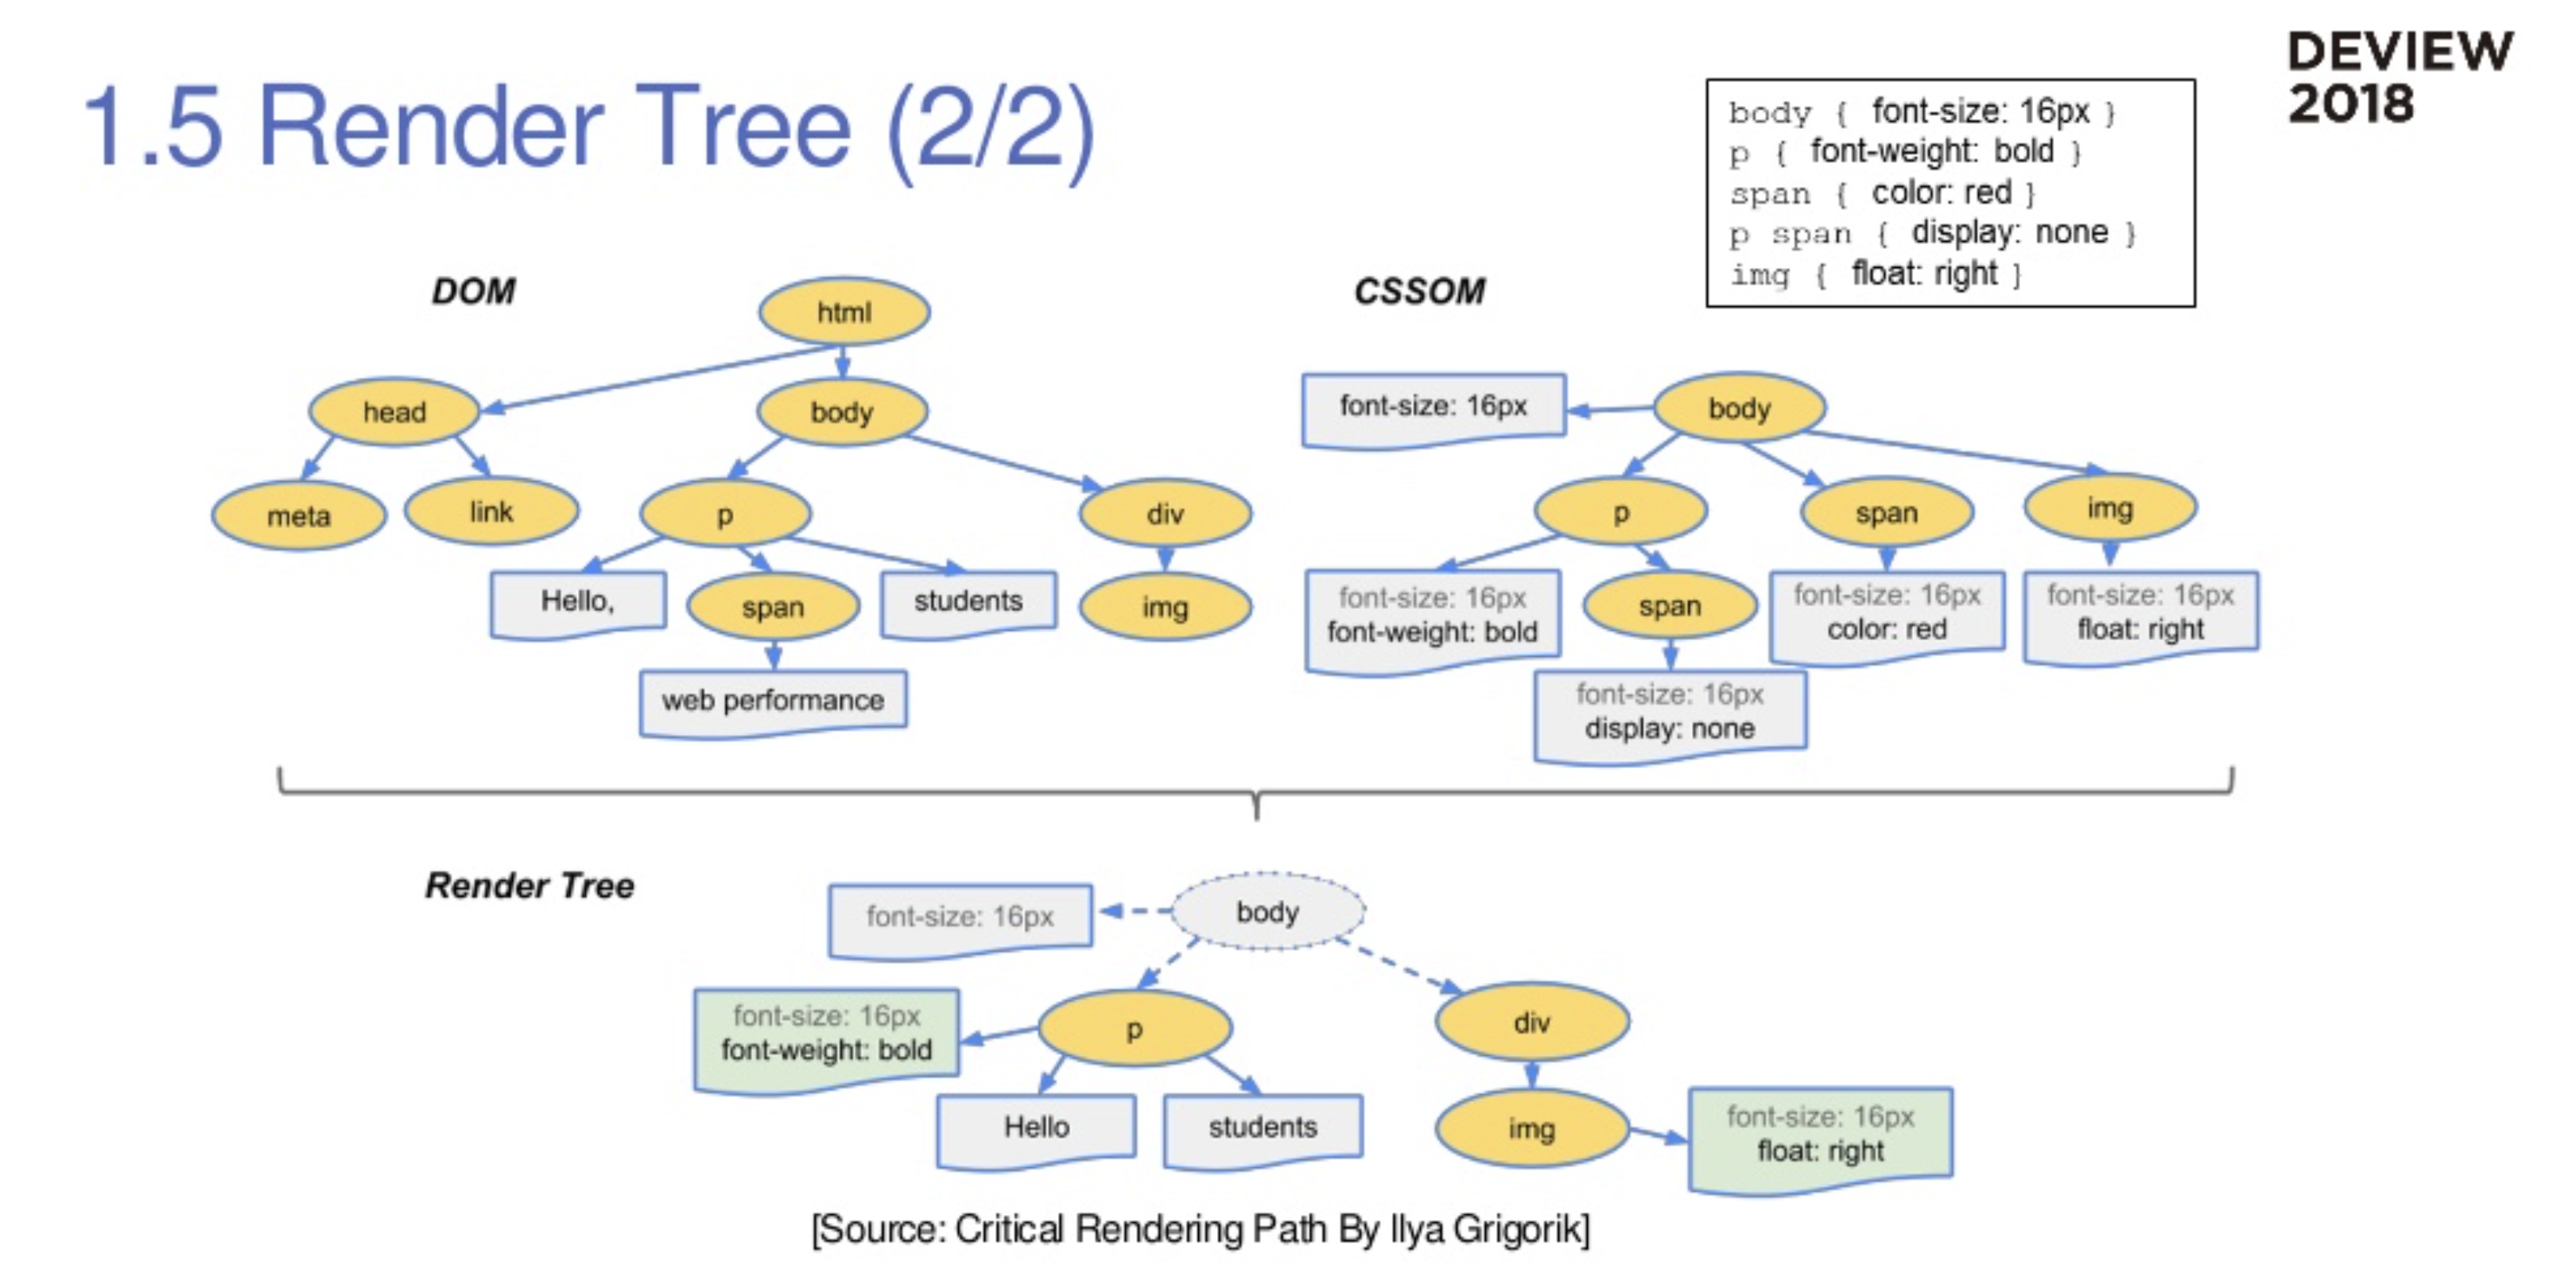 DEVIEW
2018
1.5 Render Tree (2/2)
body { font-size: 16px }
p { font-weight: bold }
span { color: red }
p span { display: none }
img { float: right }
DOM
html
head
body
meta
link
p
div
Hello,
span
students
img
web performance
CSSOM
font-size: 16px
body
p
span
img
font-size: 16px
font-weight: bold
span
font-size: 16px
color: red
font-size: 16px
float: right
font-size: 16px
display: none
Render Tree
font-size: 16px
body
font-size: 16px
font-weight: bold
p
div
Hello
students
img
font-size: 16px
float: right
[Source: Critical Rendering Path By Ilya Grigorik]